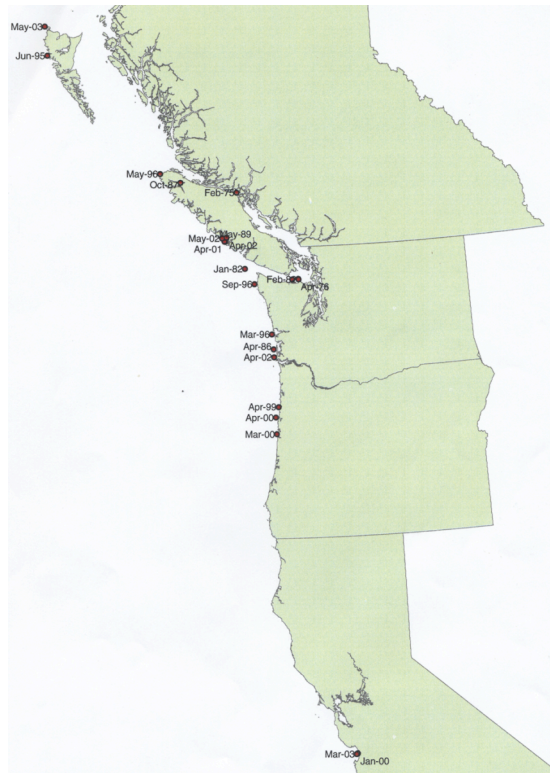 May-03
Jun-95
May-96
Oct-87
Feb-75
May-89
May-02
Apr-02
Apr-01
Jan-82
Feb-82
Apr-76
Sep-96
Mar-96
Apr-86
Apr-02
Apr-99
Apr-00
Mar-00
Mar-03
Jan-00